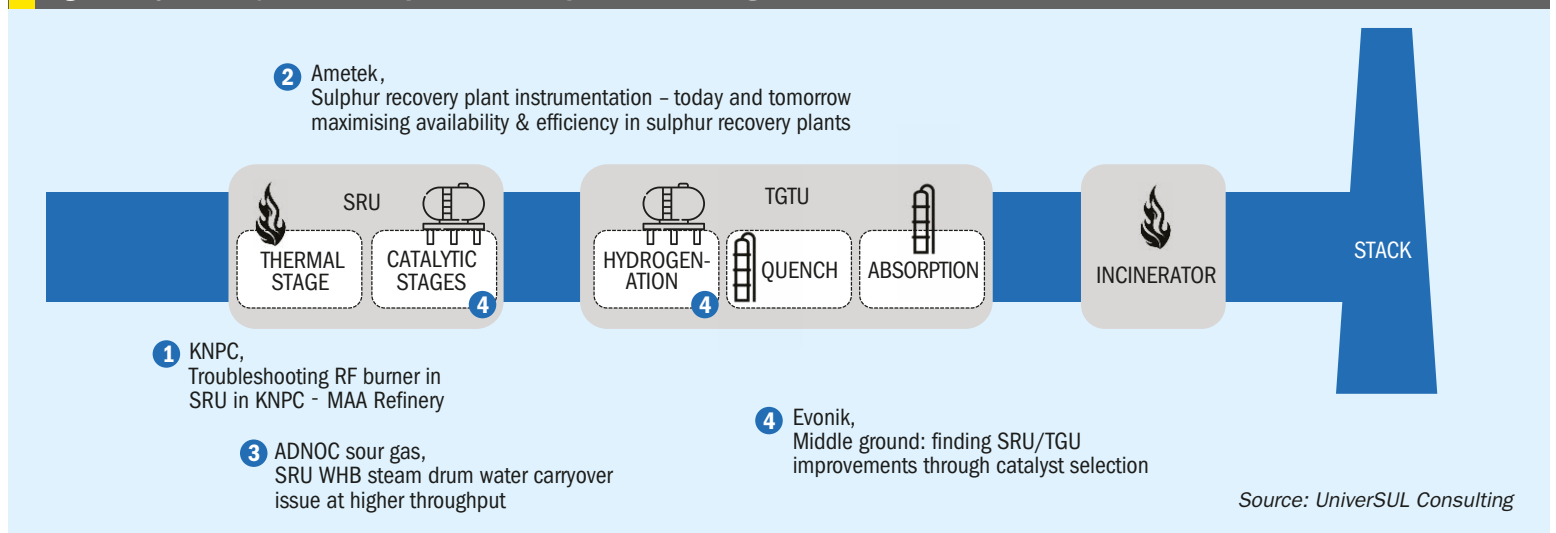 2 Ametek,
Sulphur recovery plant instrumentation – today and tomorrow
maximising availability & efficiency in sulphur recovery plants
SRU
THERMAL
STAGE
CATALYTIC
STAGES
4
TGTU
HYDROGEN-
ATION
4
QUENCH
ABSORPTION
INCINERATOR
STACK
1 KNPC,
Troubleshooting RF burner in
SRU in KNPC - MAA Refinery
3 ADNOC sour gas,
SRU WHB steam drum water carryover
issue at higher throughput
4 Evonik,
Middle ground: finding SRU/TGU
improvements through catalyst selection
Source: UniverSUL Consulting